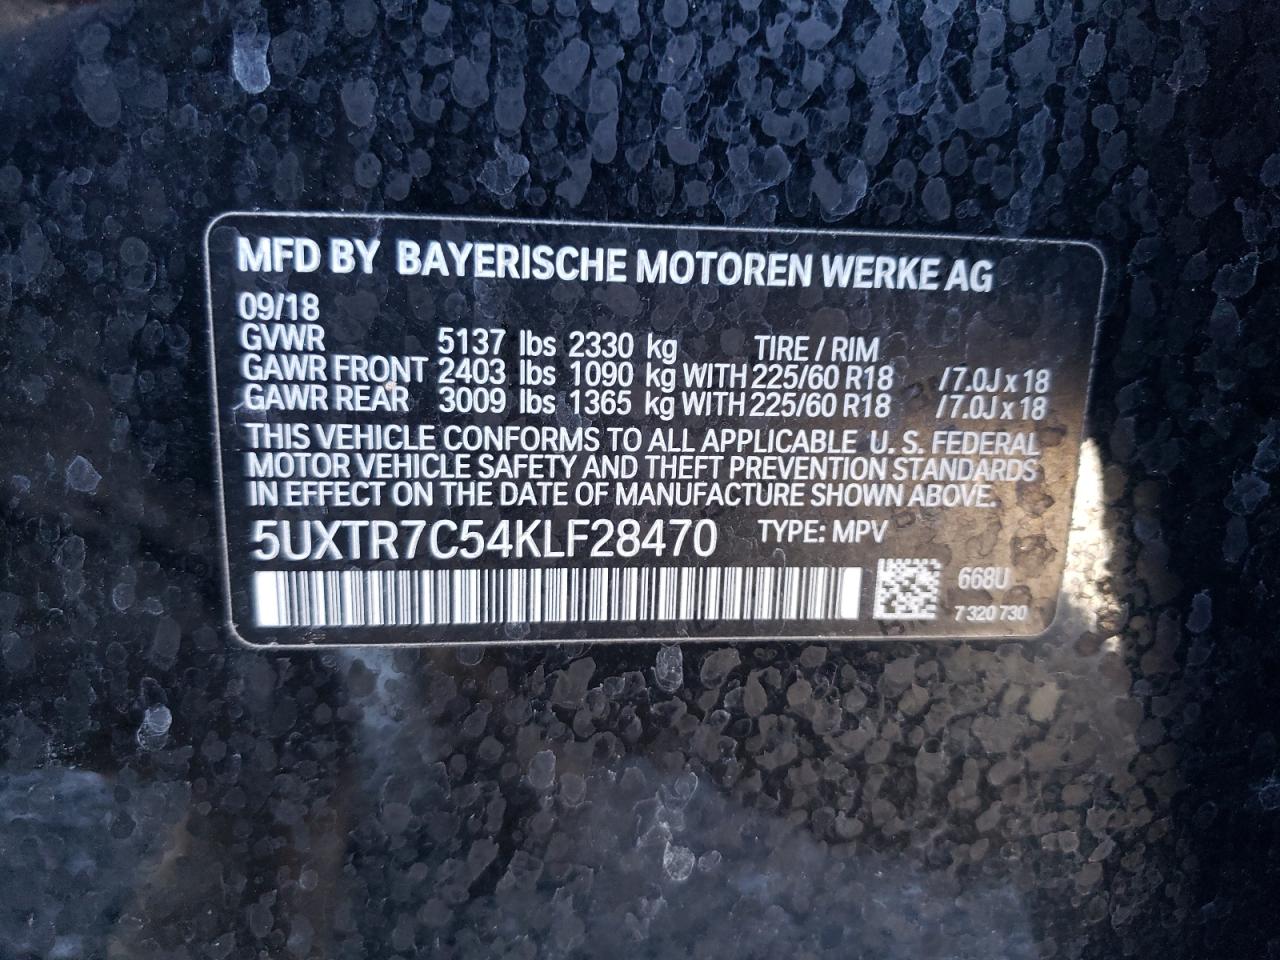 MFD BY BAYERISCHE MOTOREN WERKE AG
09/18
GVWR 5137 lbs 2330 kg TIRE / RIM
GAWR FRONT 2403 lbs 1090 kg WITH 225/60 R18 /7.0J x 18
GAWR REAR 3009 lbs 1365 kg WITH 225/60 R18 /7.0J x 18
THIS VEHICLE CONFORMS TO ALL APPLICABLE U. S. FEDERAL
MOTOR VEHICLE SAFETY AND THEFT PREVENTION STANDARDS
IN EFFECT ON THE DATE OF MANUFACTURE SHOWN ABOVE.
5UXTR7C54KLF28470 TYPE: MPV
668U
7 320 730